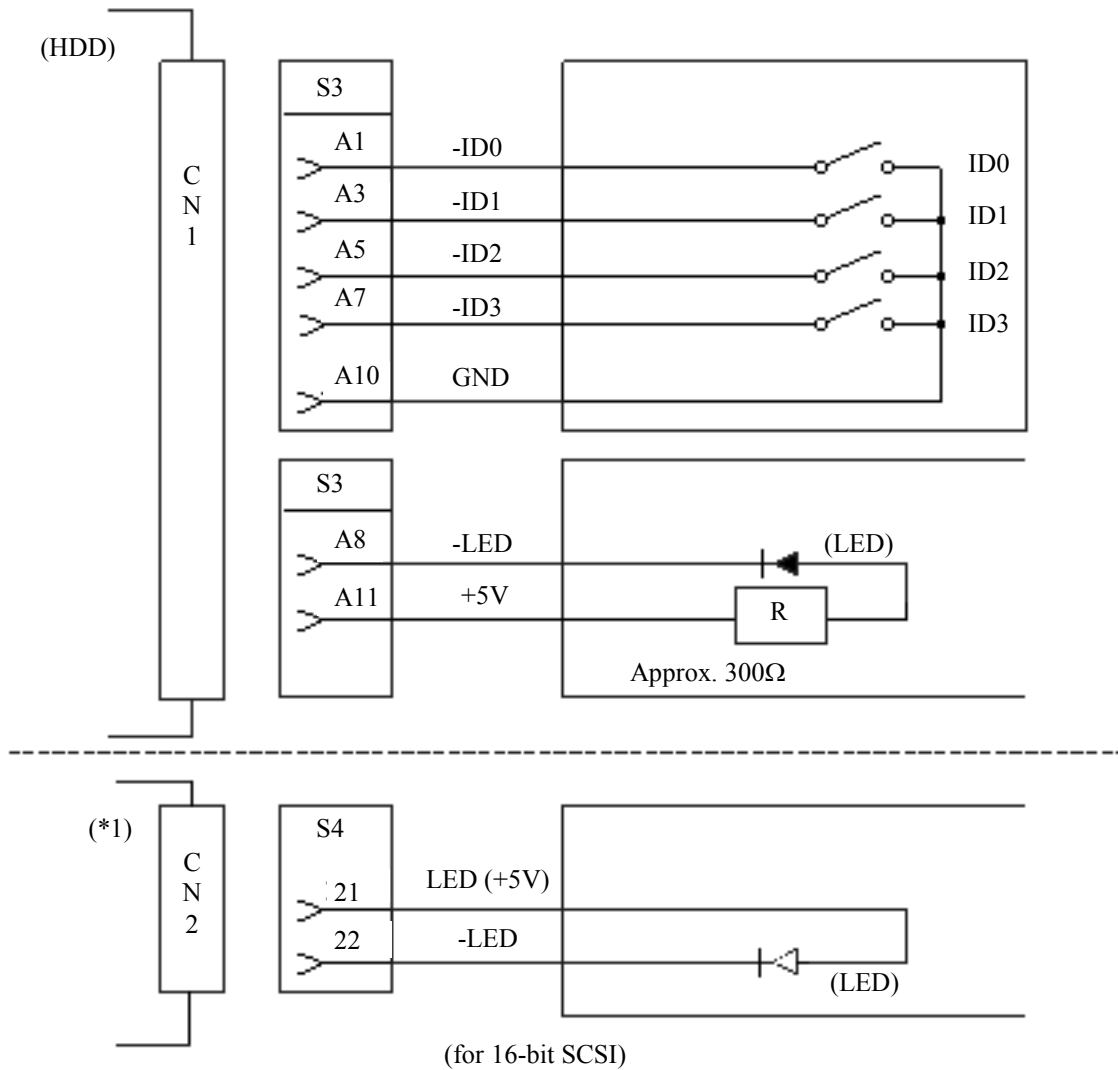 (HDD)
C
N
1
S3
A1
-ID0
ID0
A3
-ID1
ID1
A5
-ID2
ID2
A7
-ID3
ID3
A10
GND
S3
A8
-LED
(LED)
A11
+5V
R
Approx. 300Ω
(*1)
C
N
2
S4
21
LED (+5V)
22
-LED
(LED)
(for 16-bit SCSI)